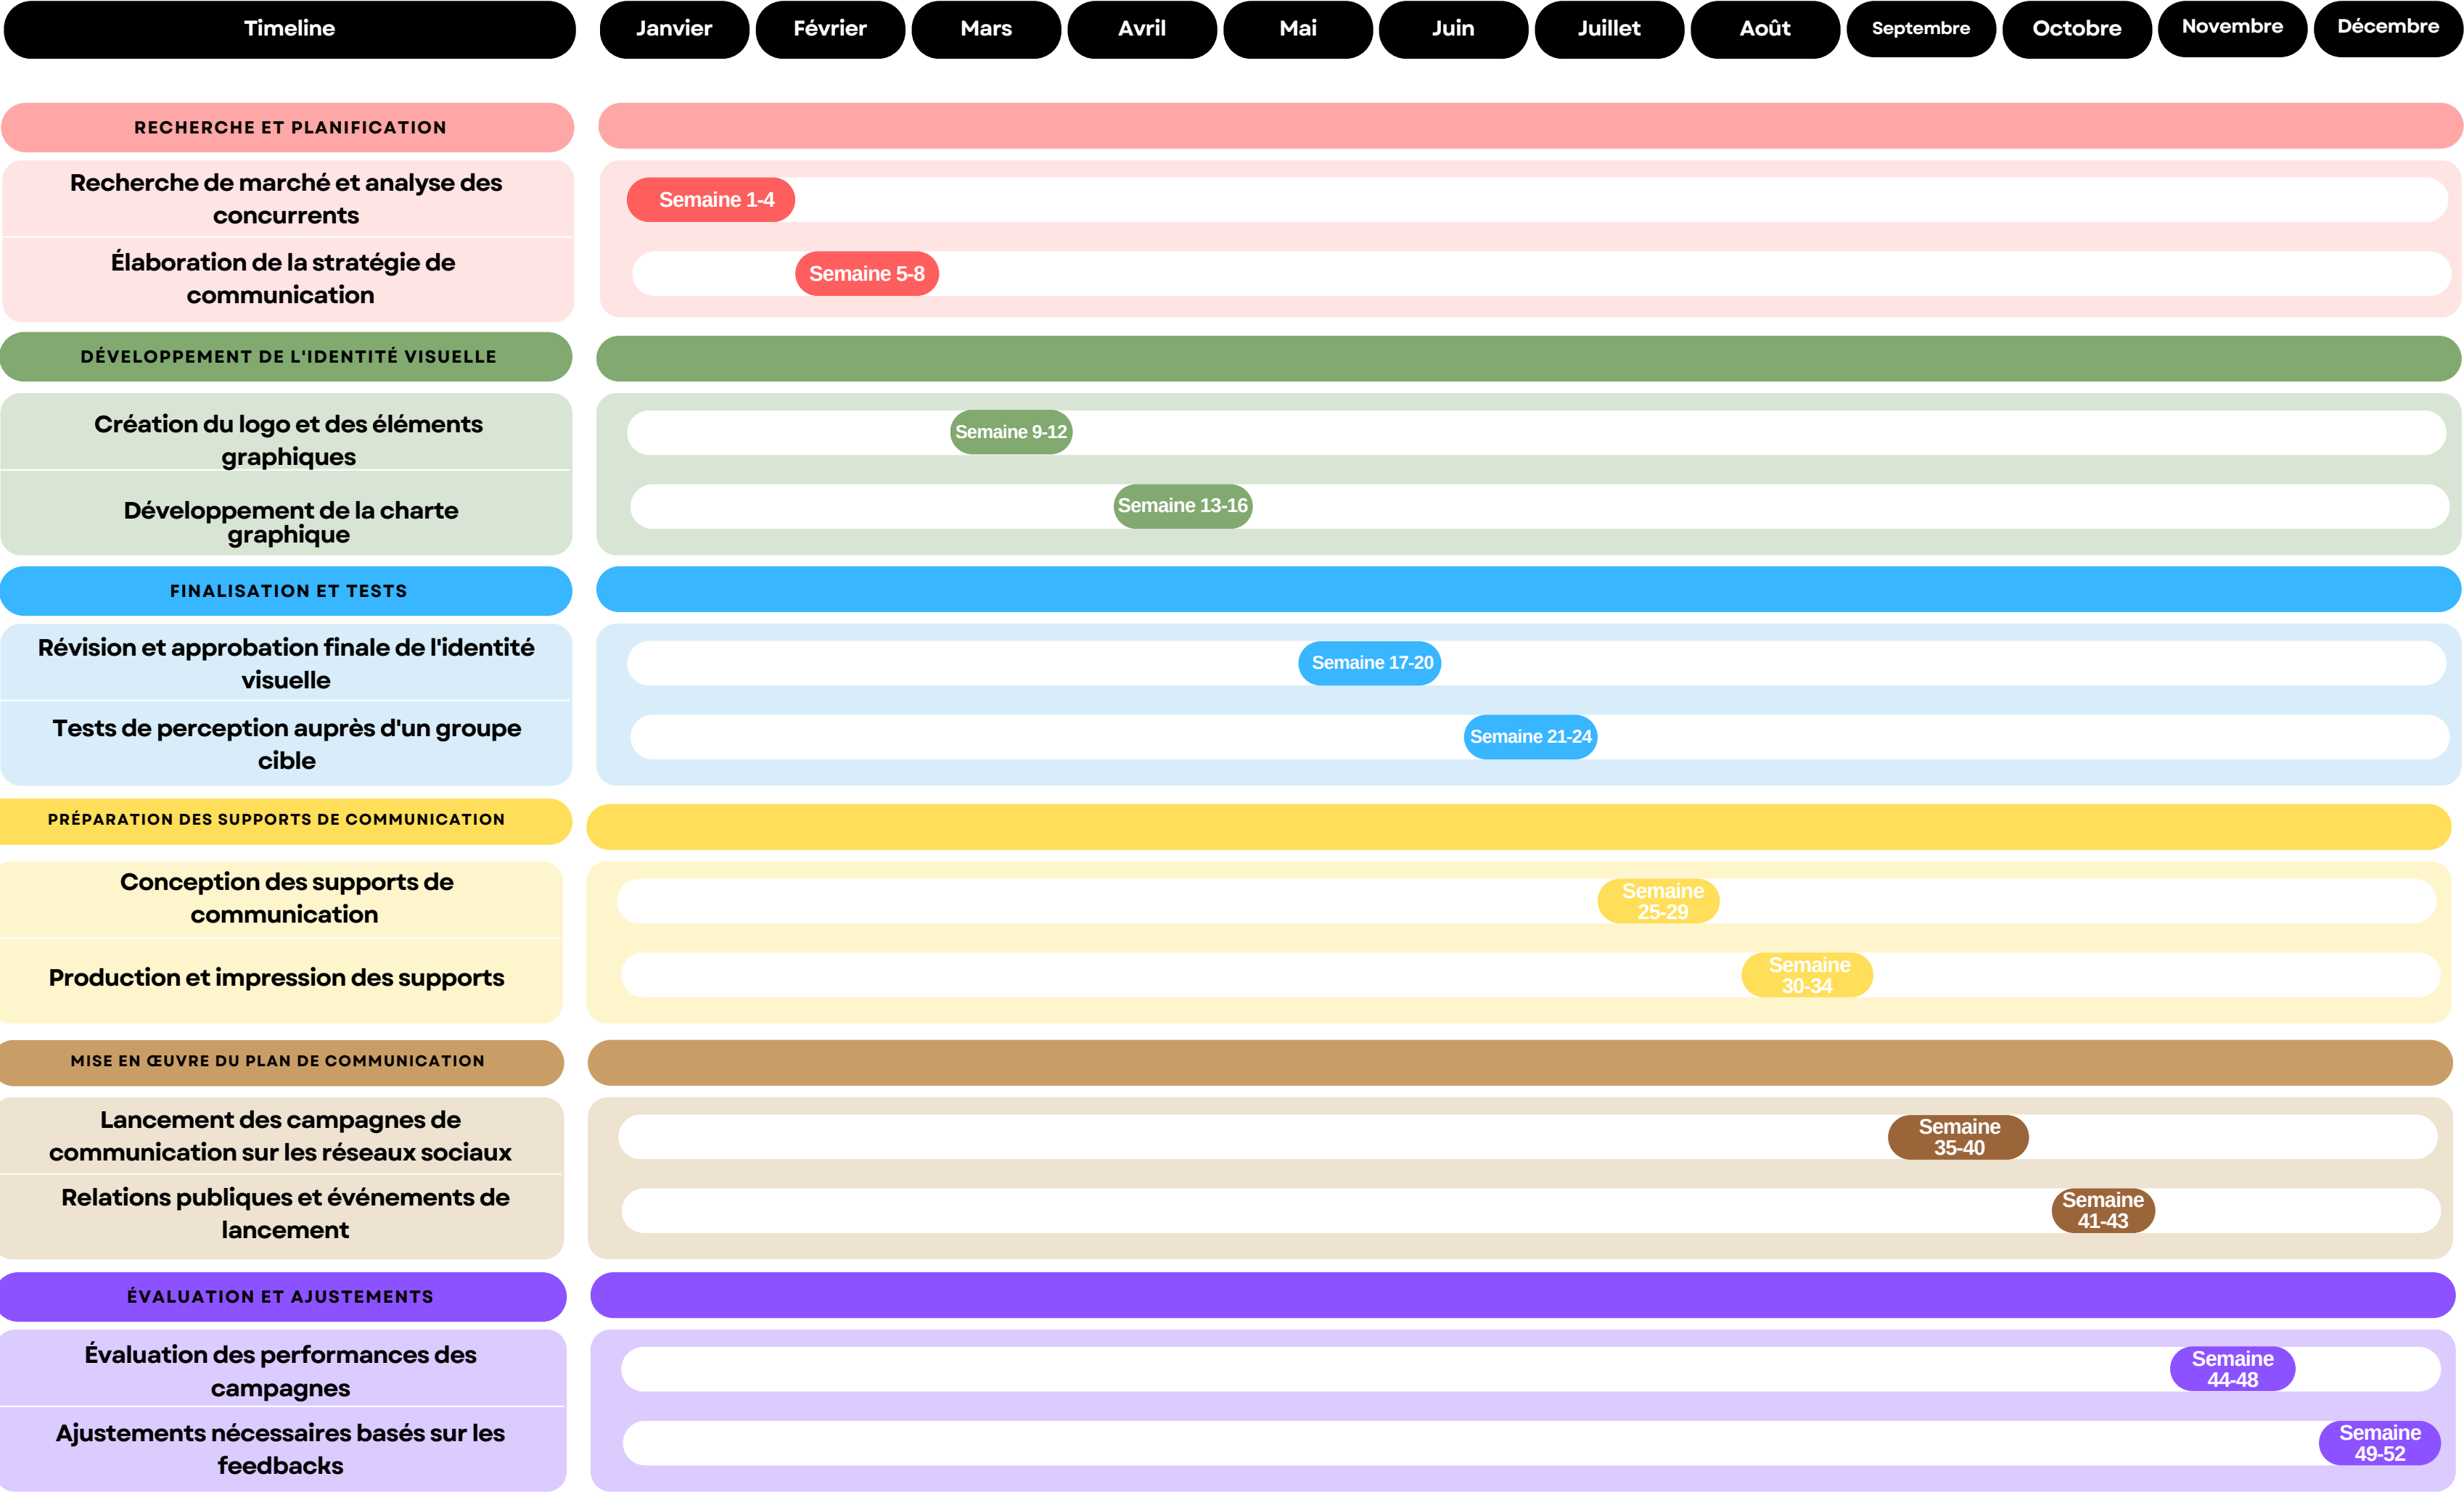 Timeline Janvier Février Mars Avril Mai Juin Juillet Août Septembre Octobre Novembre Décembre
RECHERCHE ET PLANIFICATION
Recherche de marché et analyse des
concurrents
Semaine 1-4
Élaboration de la stratégie de
communication
Semaine 5-8
DÉVELOPPEMENT DE L'IDENTITÉ VISUELLE
Création du logo et des éléments
graphiques
Semaine 9-12
Développement de la charte
graphique
Semaine 13-16
FINALISATION ET TESTS
Révision et approbation finale de l'identité
visuelle
Semaine 17-20
Tests de perception auprès d'un groupe
cible
Semaine 21-24
PRÉPARATION DES SUPPORTS DE COMMUNICATION
Conception des supports de
communication
Semaine
25-29
Production et impression des supports
Semaine
30-34
MISE EN ŒUVRE DU PLAN DE COMMUNICATION
Lancement des campagnes de
communication sur les réseaux sociaux
Semaine
35-40
Relations publiques et événements de
lancement
Semaine
41-43
ÉVALUATION ET AJUSTEMENTS
Évaluation des performances des
campagnes
Semaine
44-48
Ajustements nécessaires basés sur les
feedbacks
Semaine
49-52